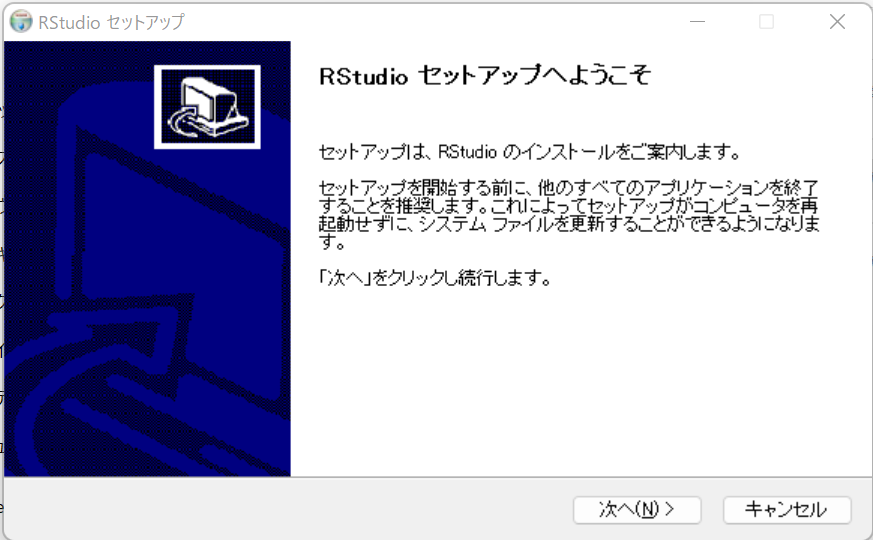 RStudio セットアップ
RStudio セットアップへようこそ
セットアップは、RStudio のインストールをご案内します。
セットアップを開始する前に、他のすべてのアプリケーションを終了
することを推奨します。これによってセットアップがコンピュータを再
起動せずに、システム ファイルを更新することができるようになりま
す。
「次へ」をクリックし続行します。
次へ(N) >
キャンセル